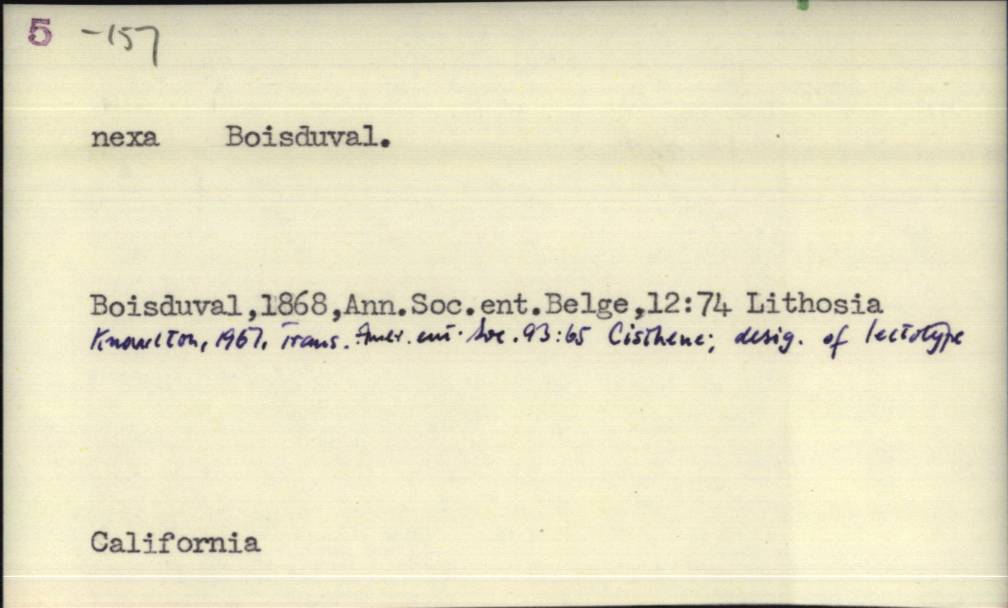 5 -157
nexa Boisduval.
Boisduval,1868,Ann.Soc.ent.Belge,12:74 Lithosia
Knowlton, 1967, Trans. Amer. ent. Soc. 93:65 Cisthene; desig. of lectotype
California